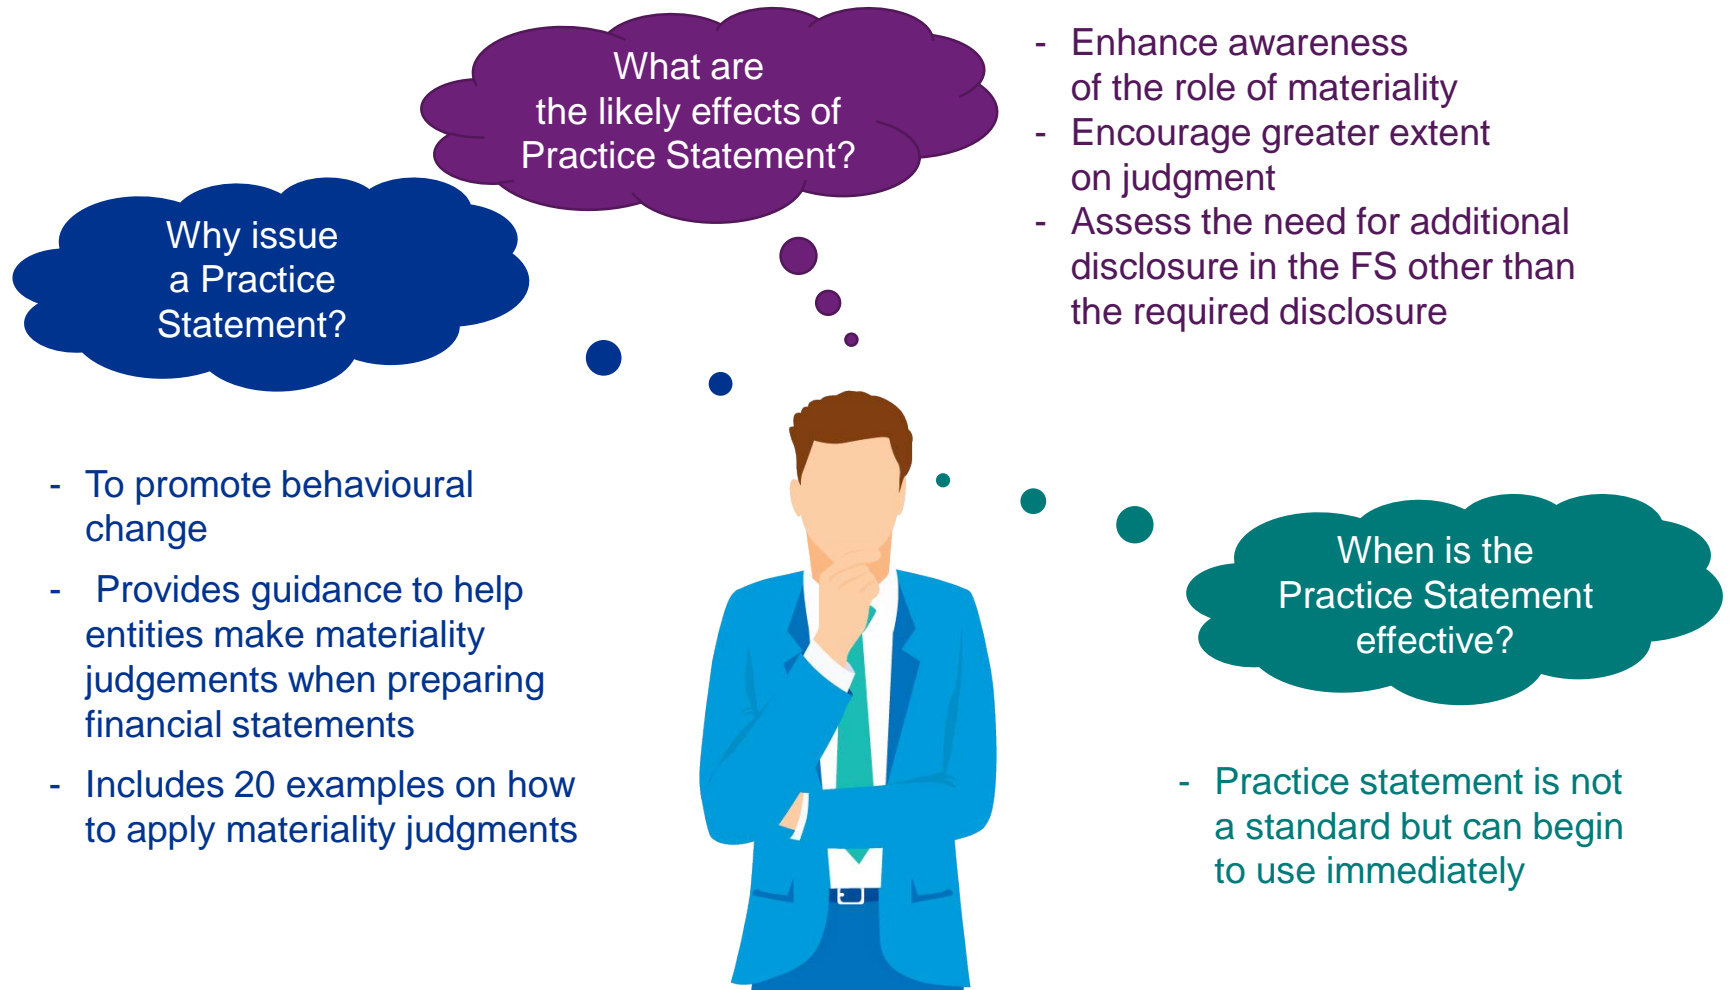 What are
the likely effects of
Practice Statement?
- Enhance awareness
of the role of materiality
- Encourage greater extent
on judgment
- Assess the need for additional
disclosure in the FS other than
the required disclosure
Why issue
a Practice
Statement?
- To promote behavioural
change
- Provides guidance to help
entities make materiality
judgements when preparing
financial statements
- Includes 20 examples on how
to apply materiality judgments
When is the
Practice Statement
effective?
- Practice statement is not
a standard but can begin
to use immediately